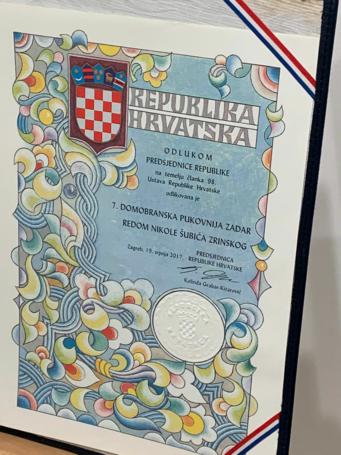 REPUBLIKA
HRVATSKA
ODLUKOM
PREDSJEDNICE REPUBLIKE
na temelju članka 98.
Ustava Republike Hrvatske
odlikovana je
7. DOMOBRANSKA PUKOVNIJA ZADAR
REDOM NIKOLE ŠUBIĆA ZRINSKOG
Zagreb, 19. srpnja 2017.
PREDSJEDNICA
REPUBLIKE HRVATSKE
Kolinda Grabar-Kitarović